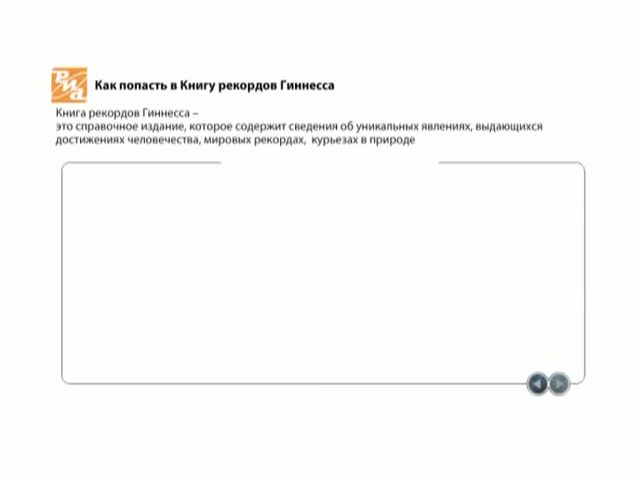 РИА
Как попасть в Книгу рекордов Гиннесса
Книга рекордов Гиннесса –
это справочное издание, которое содержит сведения об уникальных явлениях, выдающихся
достижениях человечества, мировых рекордах, курьезах в природе